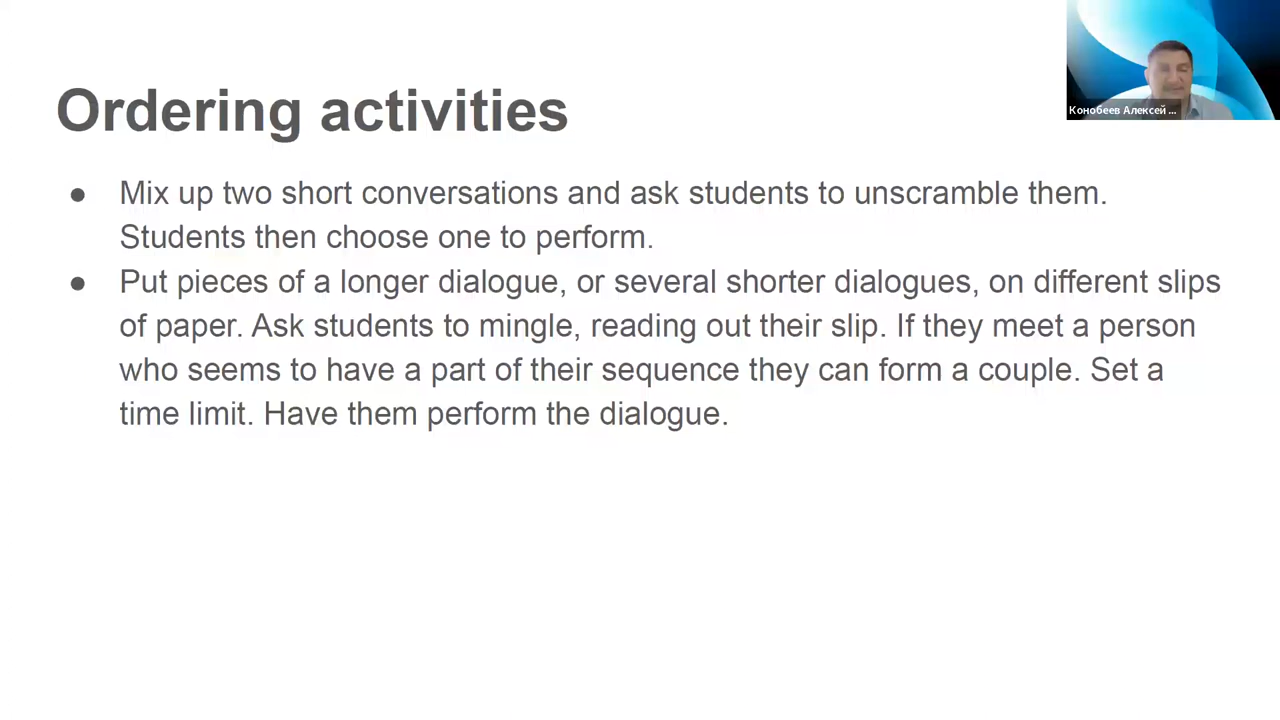 Ordering activities
Конобеев Алексей ...
● Mix up two short conversations and ask students to unscramble them.
Students then choose one to perform.
● Put pieces of a longer dialogue, or several shorter dialogues, on different slips
of paper. Ask students to mingle, reading out their slip. If they meet a person
who seems to have a part of their sequence they can form a couple. Set a
time limit. Have them perform the dialogue.